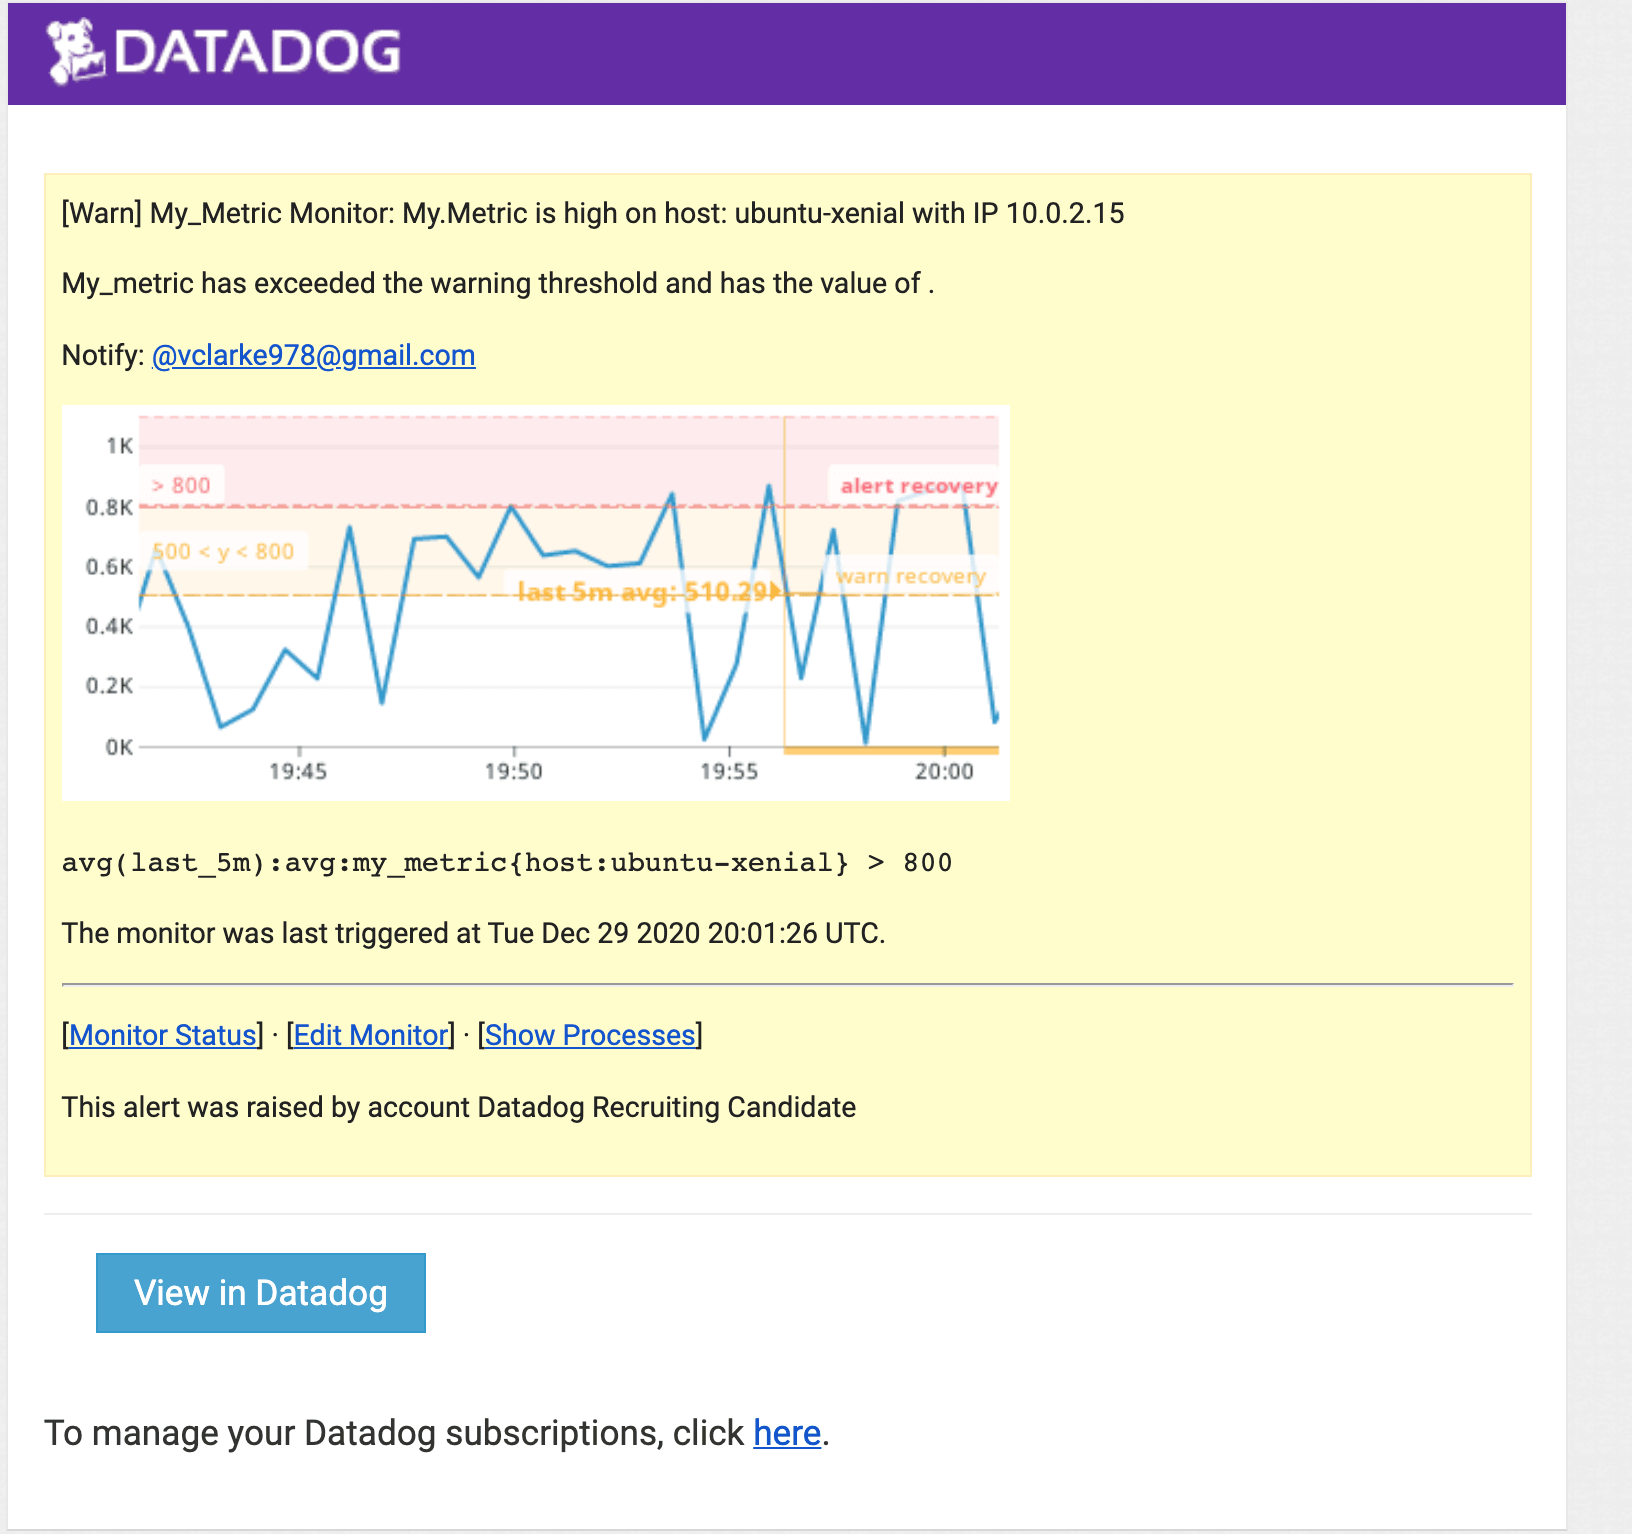 DATADOG
[Warn] My_Metric Monitor: My.Metric is high on host: ubuntu-xenial with IP 10.0.2.15
My_metric has exceeded the warning threshold and has the value of .
Notify: @vclarke978@gmail.com
1K
> 800
alert recovery
0.8K
500 < y < 800
0.6K
warn recovery
last 5m avg: 510.29
0.4K
0.2K
0K
19:45 19:50 19:55 20:00
avg(last_5m):avg:my_metric{host:ubuntu-xenial} > 800
The monitor was last triggered at Tue Dec 29 2020 20:01:26 UTC.
[Monitor Status] · [Edit Monitor] · [Show Processes]
This alert was raised by account Datadog Recruiting Candidate
View in Datadog
To manage your Datadog subscriptions, click here.